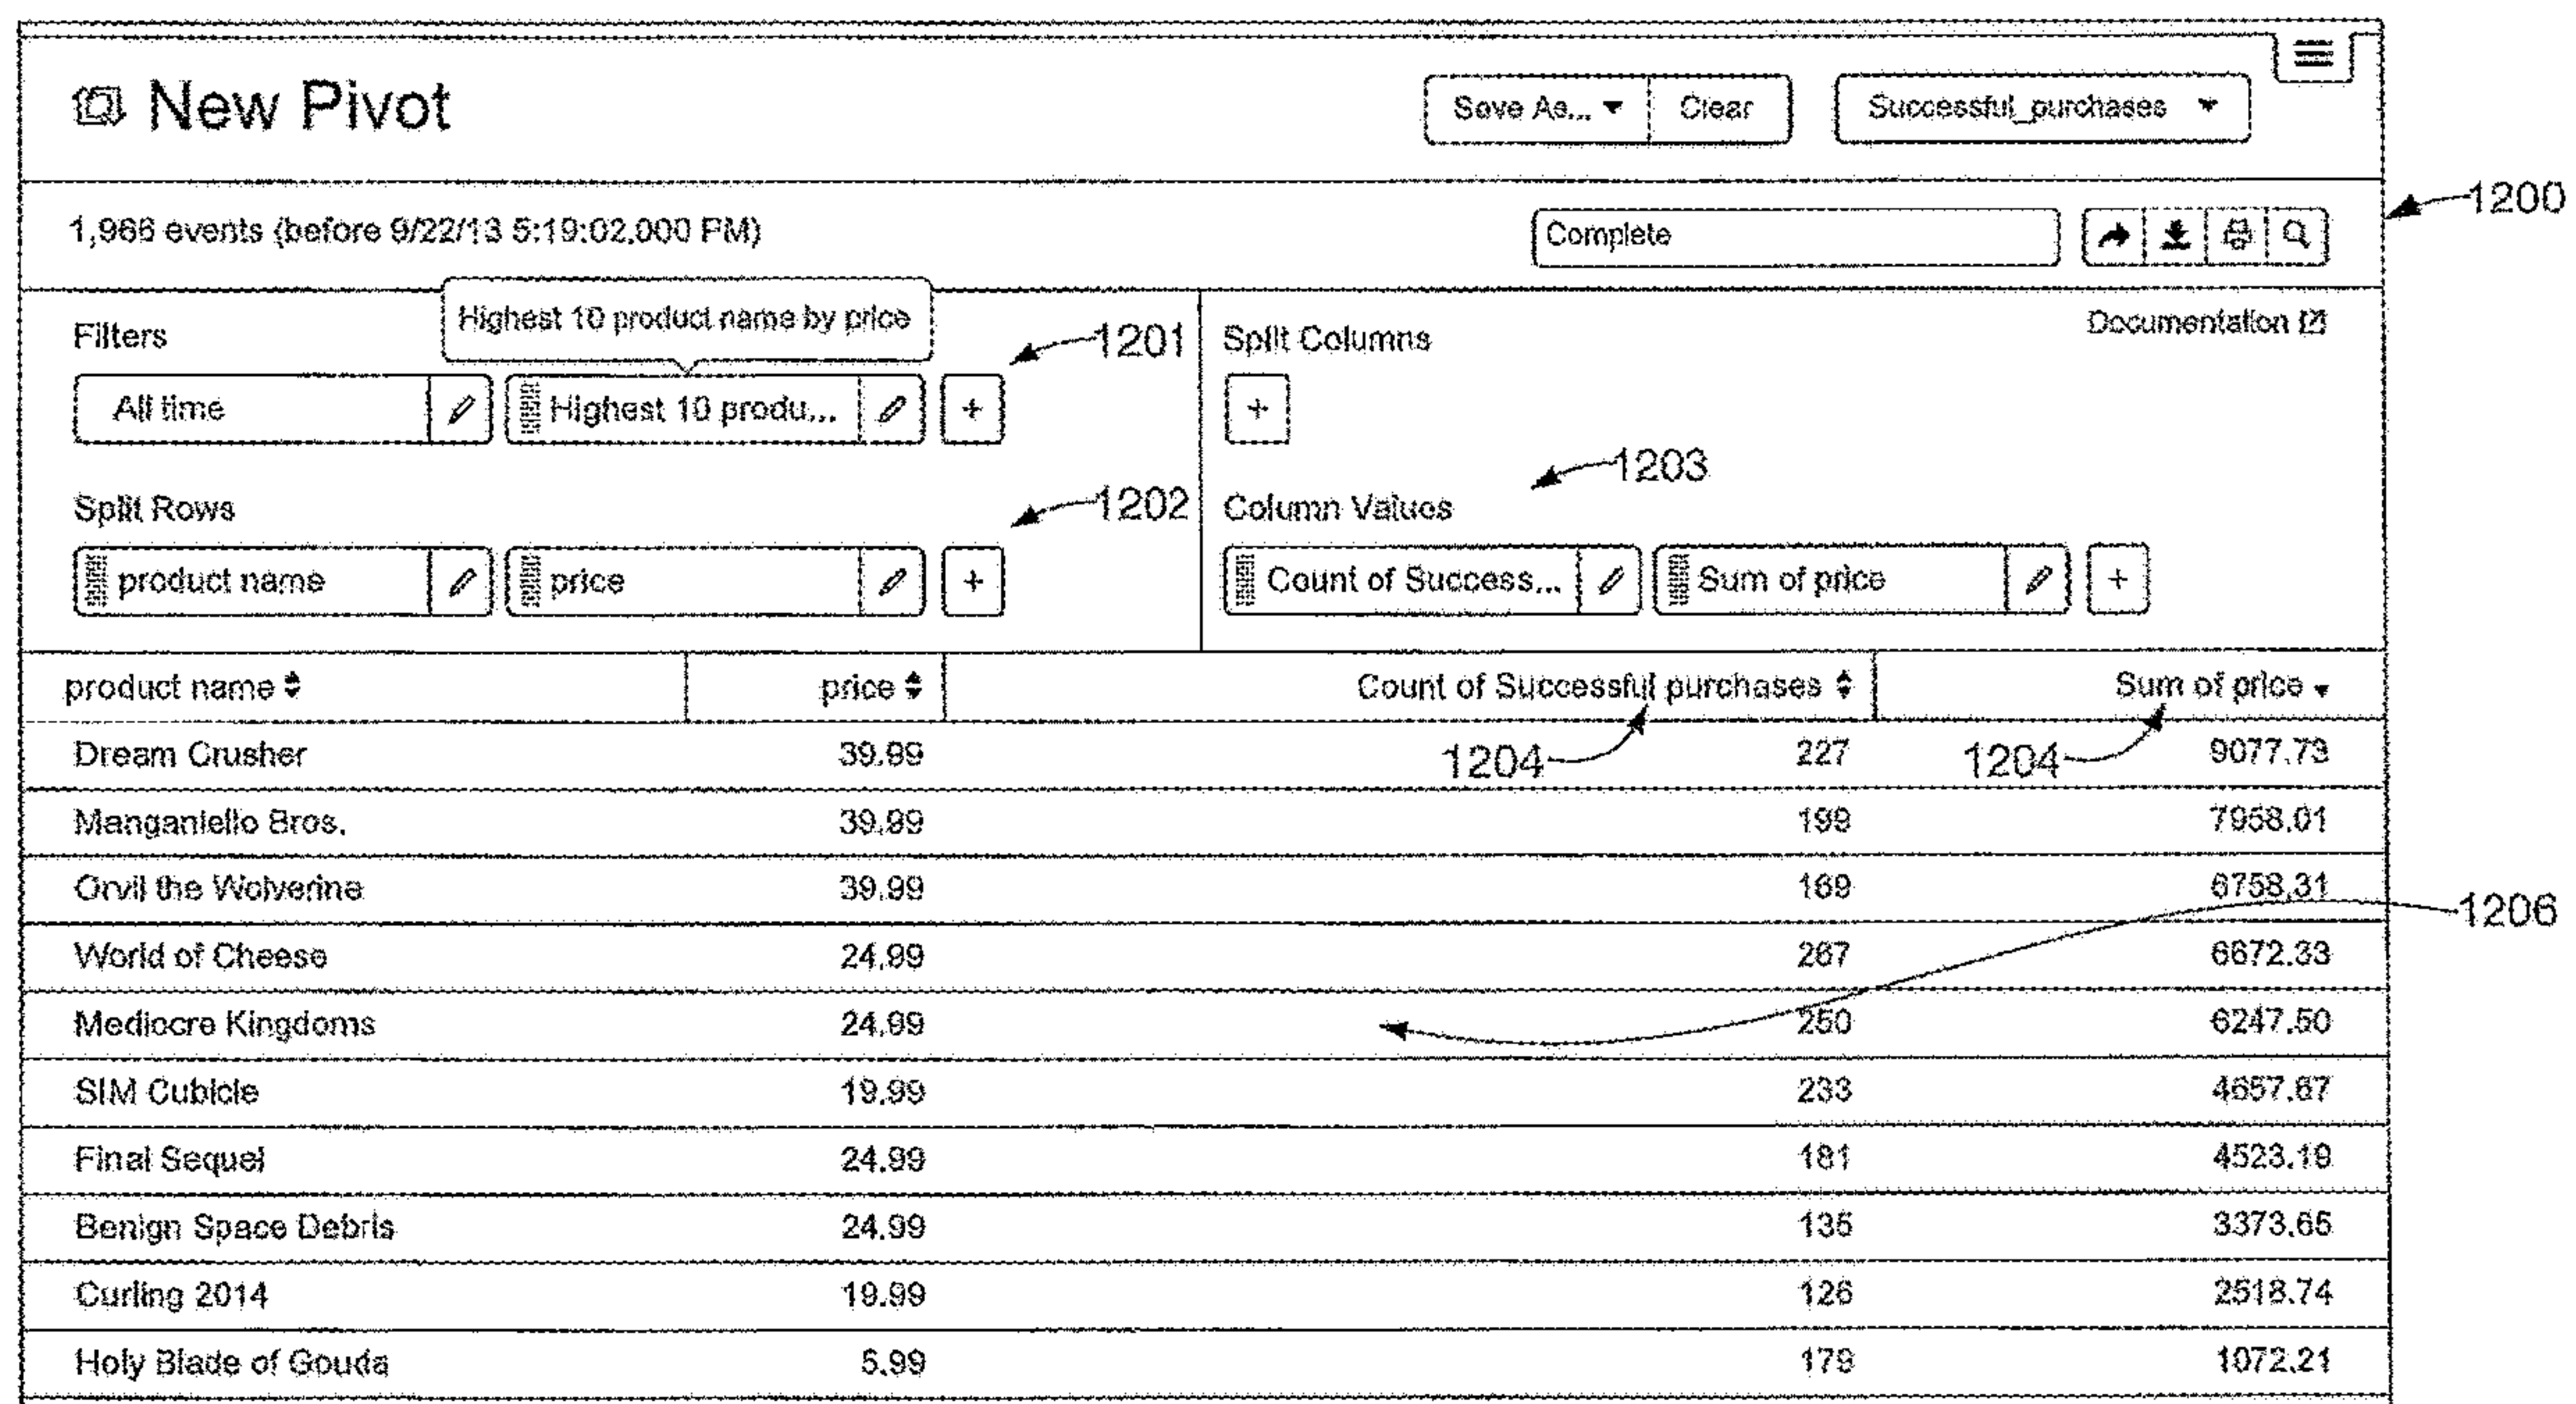 New Pivot
Save As... Clear Successful_purchases
1200
1,966 events (before 9/22/13 5:19:02.000 PM) Complete
Highest 10 product name by price
Filters 1201 Split Columns Documentation
All time Highest 10 produ... + +
1203
Split Rows 1202 Column Values
product name price + Count of Success... Sum of price +
product name price Count of Successful purchases Sum of price
Dream Crusher 39.99 1204 227 1204 9077.73
Manganiello Bros. 39.99 199 7958.01
Orvil the Wolverine 39.99 169 6758.31
1206
World of Cheese 24.99 267 6672.33
Mediocre Kingdoms 24.99 250 6247.50
SIM Cubicle 19.99 233 4657.67
Final Sequel 24.99 181 4523.19
Benign Space Debris 24.99 135 3373.65
Curling 2014 19.99 126 2518.74
Holy Blade of Gouda 5.99 179 1072.21